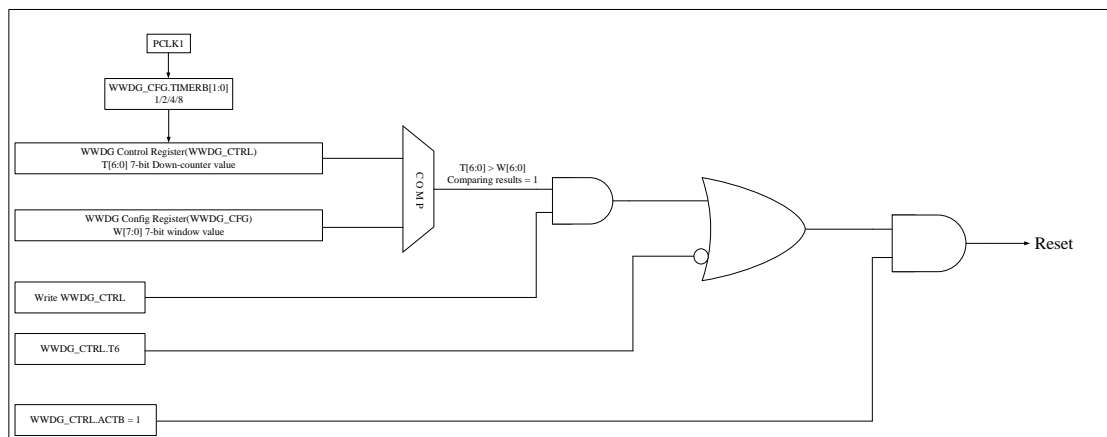 PCLK1
WWDG_CFG.TIMERB[1:0]
1/2/4/8
WWDG Control Register(WWDG_CTRL)
T[6:0] 7-bit Down-counter value
COMP
T[6:0] > W[6:0]
Comparing results = 1
WWDG Config Register(WWDG_CFG)
W[7:0] 7-bit window value
Reset
Write WWDG_CTRL
WWDG_CTRL.T6
WWDG_CTRL.ACTB = 1